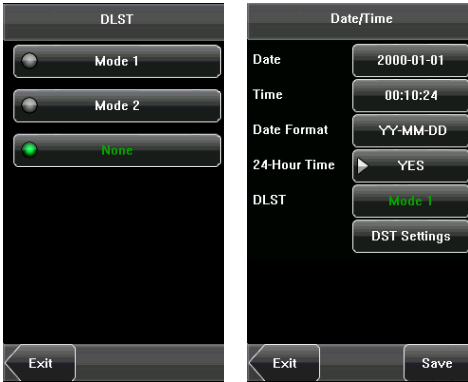 DLST
Mode 1
Mode 2
None
Exit
Date/Time
Date 2000-01-01
Time 00:10:24
Date Format YY-MM-DD
24-Hour Time YES
DLST Mode 1
DST Settings
Exit Save